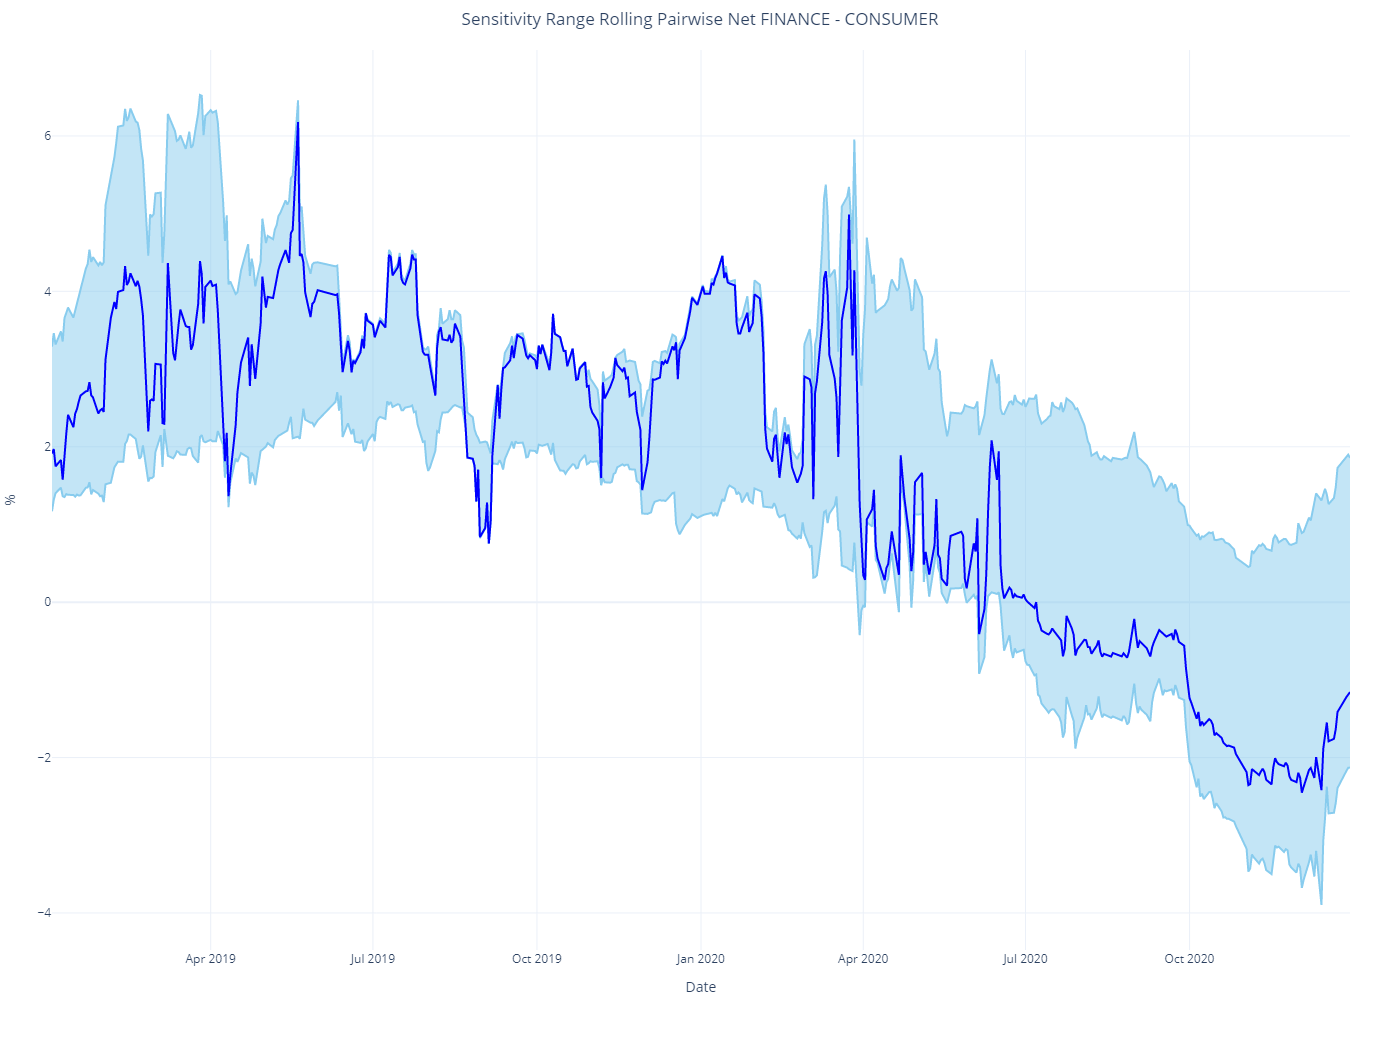 Sensitivity Range Rolling Pairwise Net FINANCE - CONSUMER
6
4
2
0
−2
−4
%
Apr 2019
Jul 2019
Oct 2019
Jan 2020
Apr 2020
Jul 2020
Oct 2020
Date